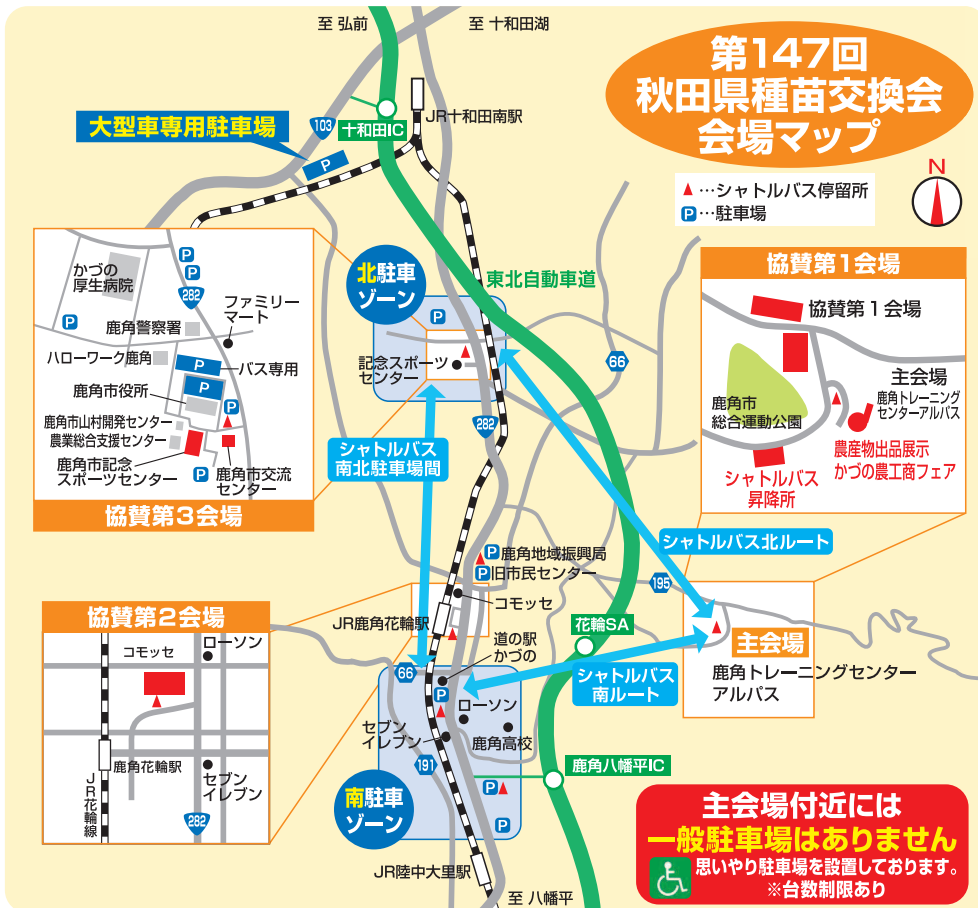 至 弘前
至 十和田湖
第147回
秋田県種苗交換会
会場マップ
大型車専用駐車場
P
103
十和田IC
JR十和田南駅
▲…シャトルバス停留所
P…駐車場
N
かづの
厚生病院
P
P
282
ファミリー
マート
P
鹿角警察署
ハローワーク鹿角
P
バス専用
P
鹿角市役所
P
鹿角市山村開発センター
農業総合支援センター
鹿角市記念
スポーツセンター
P
鹿角市交流
センター
協賛第3会場
北駐車
ゾーン
P
記念スポーツ
センター
東北自動車道
66
282
シャトルバス
南北駐車場間
協賛第1会場
協賛第1会場
鹿角市
総合運動公園
主会場
鹿角トレーニング
センターアルパス
農産物出品展示
かづの農工商フェア
シャトルバス
昇降所
シャトルバス北ルート
P鹿角地域振興局
P旧市民センター
コモッセ
JR鹿角花輪駅
195
花輪SA
主会場
鹿角トレーニングセンター
アルパス
道の駅
かづの
66
シャトルバス
南ルート
P
ローソン
セブン
イレブン
鹿角高校
191
鹿角八幡平IC
P
P
南駐車
ゾーン
JR陸中大里駅
至 八幡平
協賛第2会場
コモッセ
ローソン
鹿角花輪駅
セブン
イレブン
JR花輪線
282
主会場付近には
一般駐車場はありません
思いやり駐車場を設置しております。
※台数制限あり